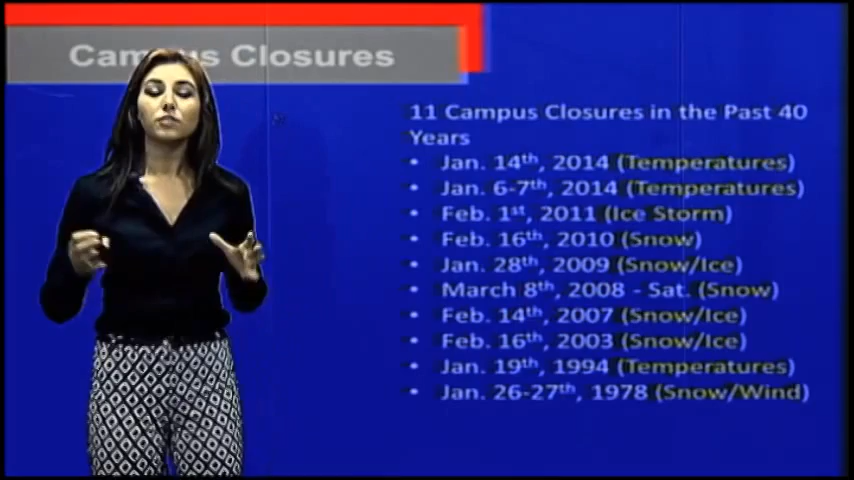 Campus Closures
11 Campus Closures in the Past 40
Years
• Jan. 14th, 2014 (Temperatures)
• Jan. 6-7th, 2014 (Temperatures)
• Feb. 1st, 2011 (Ice Storm)
• Feb. 16th, 2010 (Snow)
• Jan. 28th, 2009 (Snow/Ice)
• March 8th, 2008 - Sat. (Snow)
• Feb. 14th, 2007 (Snow/Ice)
• Feb. 16th, 2003 (Snow/Ice)
• Jan. 19th, 1994 (Temperatures)
• Jan. 26-27th, 1978 (Snow/Wind)